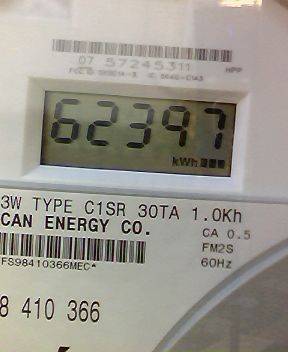 07 57245311
HPP
62397
kWh
3W TYPE C1SR 30TA 1.0Kh
CAN ENERGY CO.
CA 0.5
FM2S
FS98410366MEC*
60Hz
8 410 366